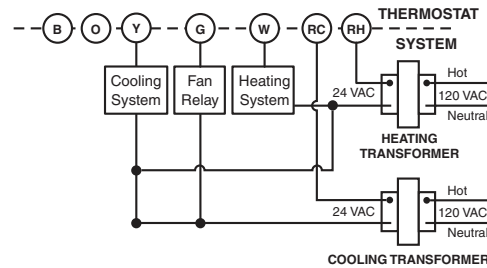 THERMOSTAT
B O Y G W RC RH
SYSTEM
Cooling System
Fan Relay
Heating System
24 VAC
Hot
120 VAC
Neutral
HEATING
TRANSFORMER
24 VAC
Hot
120 VAC
Neutral
COOLING TRANSFORMER